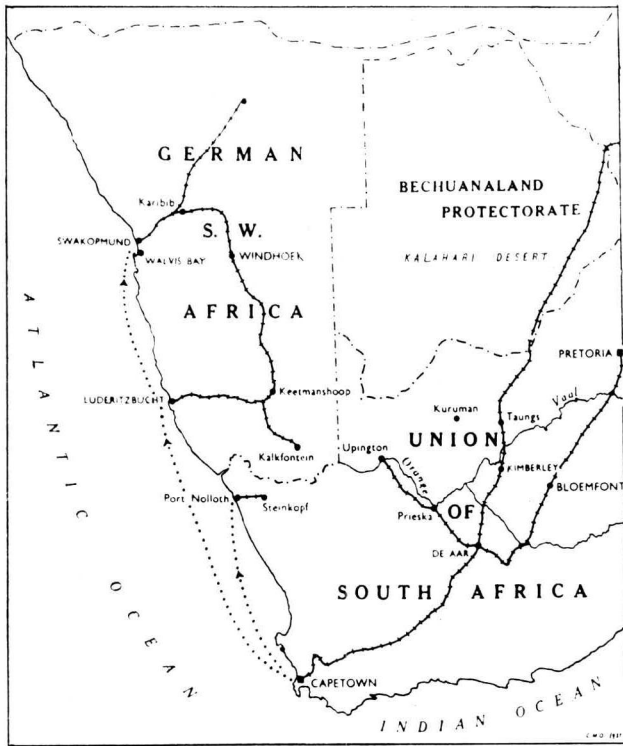 GERMAN
Karibib
BECHUANALAND
PROTECTORATE
SWAKOPMUND
S. W.
WALVIS BAY
WINDHOEK
KALAHARI DESERT
AFRICA
PRETORIA
LUDERITZBUCHT
Keetmanshoop
Kuruman
Taungs
Vaal
Kalkfontein
Upington
UNION
KIMBERLEY
Orange
BLOEMFONT
Port Nolloth
Steinkopf
Prieska
OF
DE AAR
SOUTH AFRICA
CAPETOWN
ATLANTIC OCEAN
INDIAN OCEAN